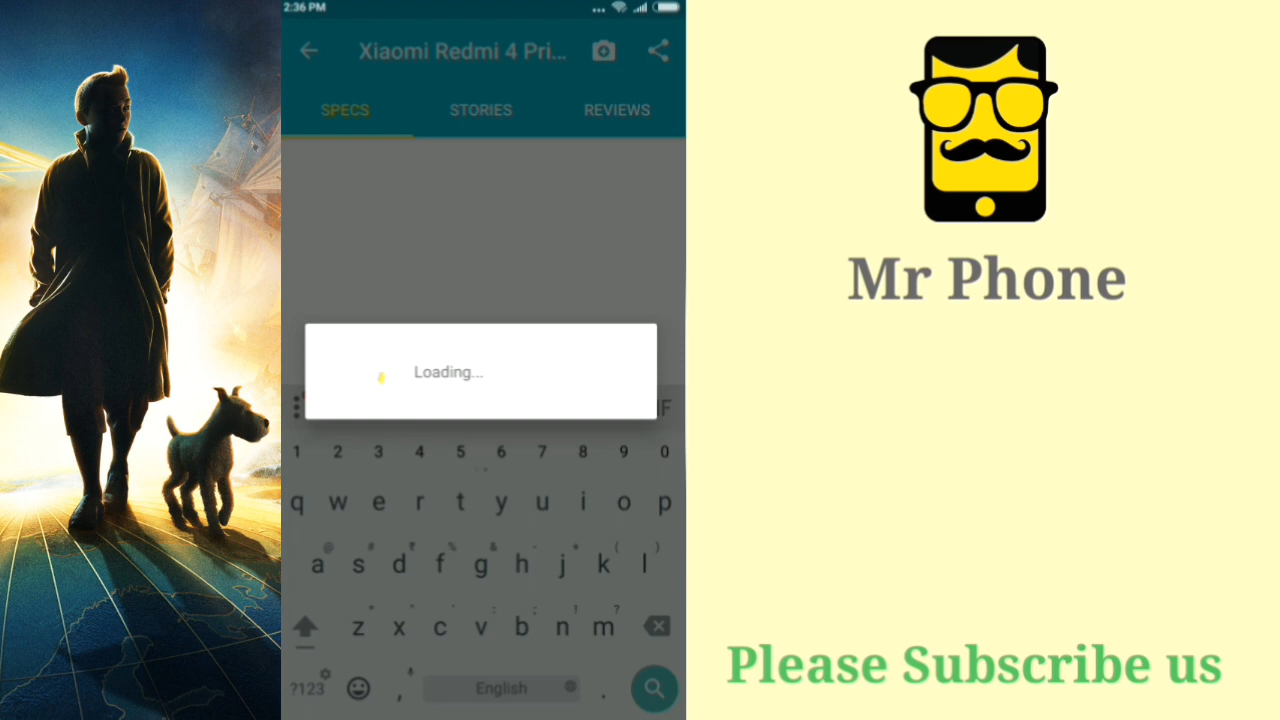 2:36 PM
Xiaomi Redmi 4 Pri...
SPECS STORIES REVIEWS
Loading...
1 2 3 4 5 6 7 8 9 0
q w e r t y u i o p
@ # ₹ % & - + ( )
a s d f g h j k l
* " ' : ; ! ?
z x c v b n m
?123 , English .
Mr Phone
Please Subscribe us